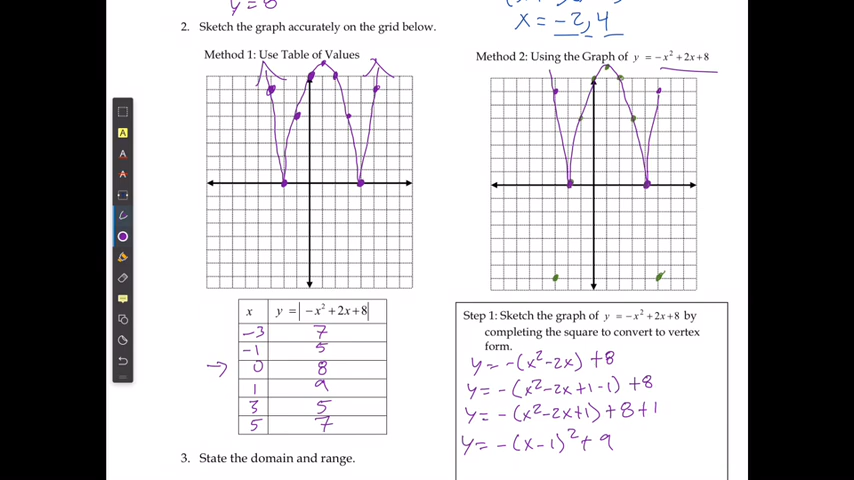 y = 8
x = -2, 4
2. Sketch the graph accurately on the grid below.
Method 1: Use Table of Values
Method 2: Using the Graph of y = -x² + 2x + 8
x y = |-x² + 2x + 8|
-3 7
-1 5
0 8
1 9
3 5
5 7
Step 1: Sketch the graph of y = -x² + 2x + 8 by
completing the square to convert to vertex
form.
y = -(x² - 2x) + 8
y = -(x² - 2x + 1 - 1) + 8
y = -(x² - 2x + 1) + 8 + 1
y = -(x - 1)² + 9
3. State the domain and range.